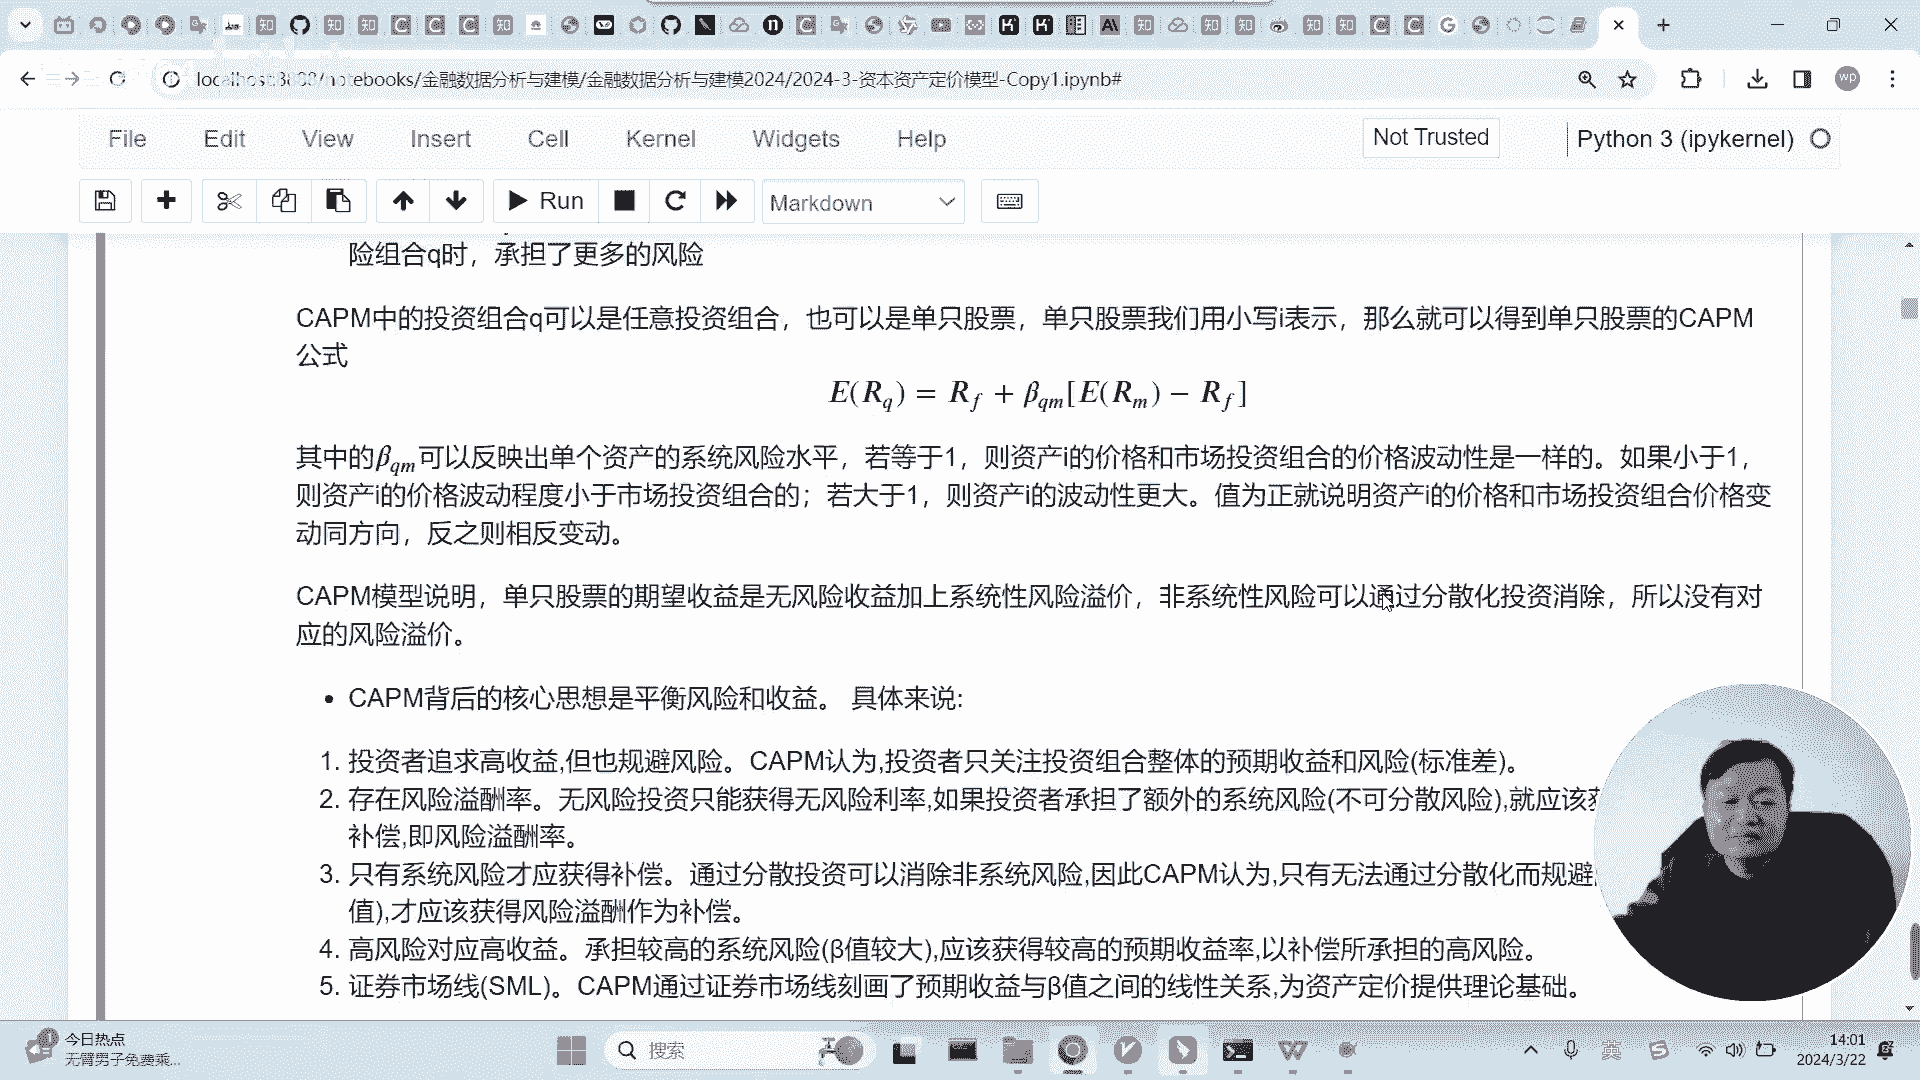 localhost:8888/notebooks/金融数据分析与建模/金融数据分析与建模2024/2024-3-资本资产定价模型-Copy1.ipynb#
wp
File Edit View Insert Cell Kernel Widgets Help
Not Trusted
Python 3 (ipykernel)
Run
Markdown
险组合q时，承担了更多的风险
CAPM中的投资组合q可以是任意投资组合，也可以是单只股票，单只股票我们用小写i表示，那么就可以得到单只股票的CAPM
公式
E(Rq) = Rf + βqm[E(Rm) − Rf]
其中的βqm可以反映出单个资产的系统风险水平，若等于1，则资产i的价格和市场投资组合的价格波动性是一样的。如果小于1，
则资产i的价格波动程度小于市场投资组合的；若大于1，则资产i的波动性更大。值为正就说明资产i的价格和市场投资组合价格变
动同方向，反之则相反变动。
CAPM模型说明，单只股票的期望收益是无风险收益加上系统性风险溢价，非系统性风险可以通过分散化投资消除，所以没有对
应的风险溢价。
• CAPM背后的核心思想是平衡风险和收益。 具体来说:
1. 投资者追求高收益,但也规避风险。CAPM认为,投资者只关注投资组合整体的预期收益和风险(标准差)。
2. 存在风险溢酬率。无风险投资只能获得无风险利率,如果投资者承担了额外的系统风险(不可分散风险),就应该
补偿,即风险溢酬率。
3. 只有系统风险才应获得补偿。通过分散投资可以消除非系统风险,因此CAPM认为,只有无法通过分散化而规避
值),才应该获得风险溢酬作为补偿。
4. 高风险对应高收益。承担较高的系统风险(β值较大),应该获得较高的预期收益率,以补偿所承担的高风险。
5. 证券市场线(SML)。CAPM通过证券市场线刻画了预期收益与β值之间的线性关系,为资产定价提供理论基础。
今日热点
无臂男子免费乘...
搜索
英
14:01
2024/3/22